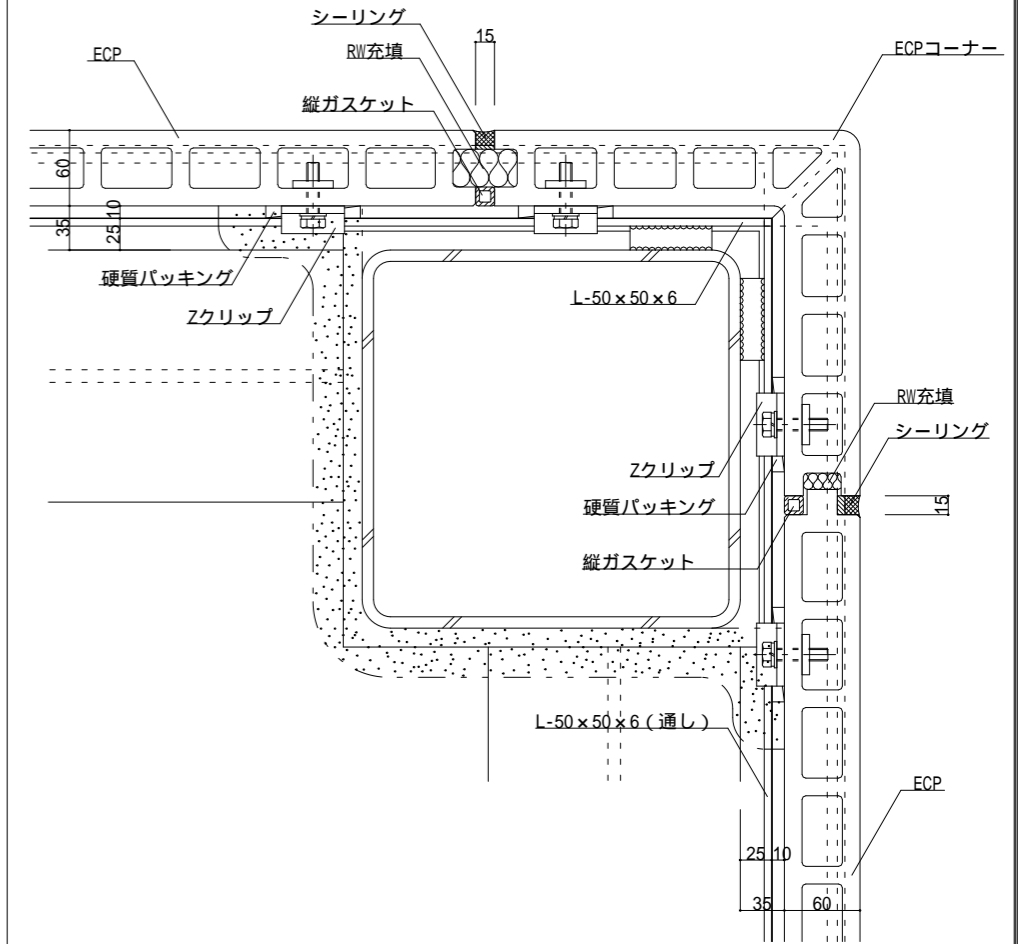 シーリング
15
ECP
RW充填
ECPコーナー
縦ガスケット
60
35
25
10
硬質パッキング
Zクリップ
L-50×50×6
RW充填
シーリング
Zクリップ
硬質パッキング
15
縦ガスケット
L-50×50×6(通し)
ECP
25
10
35
60